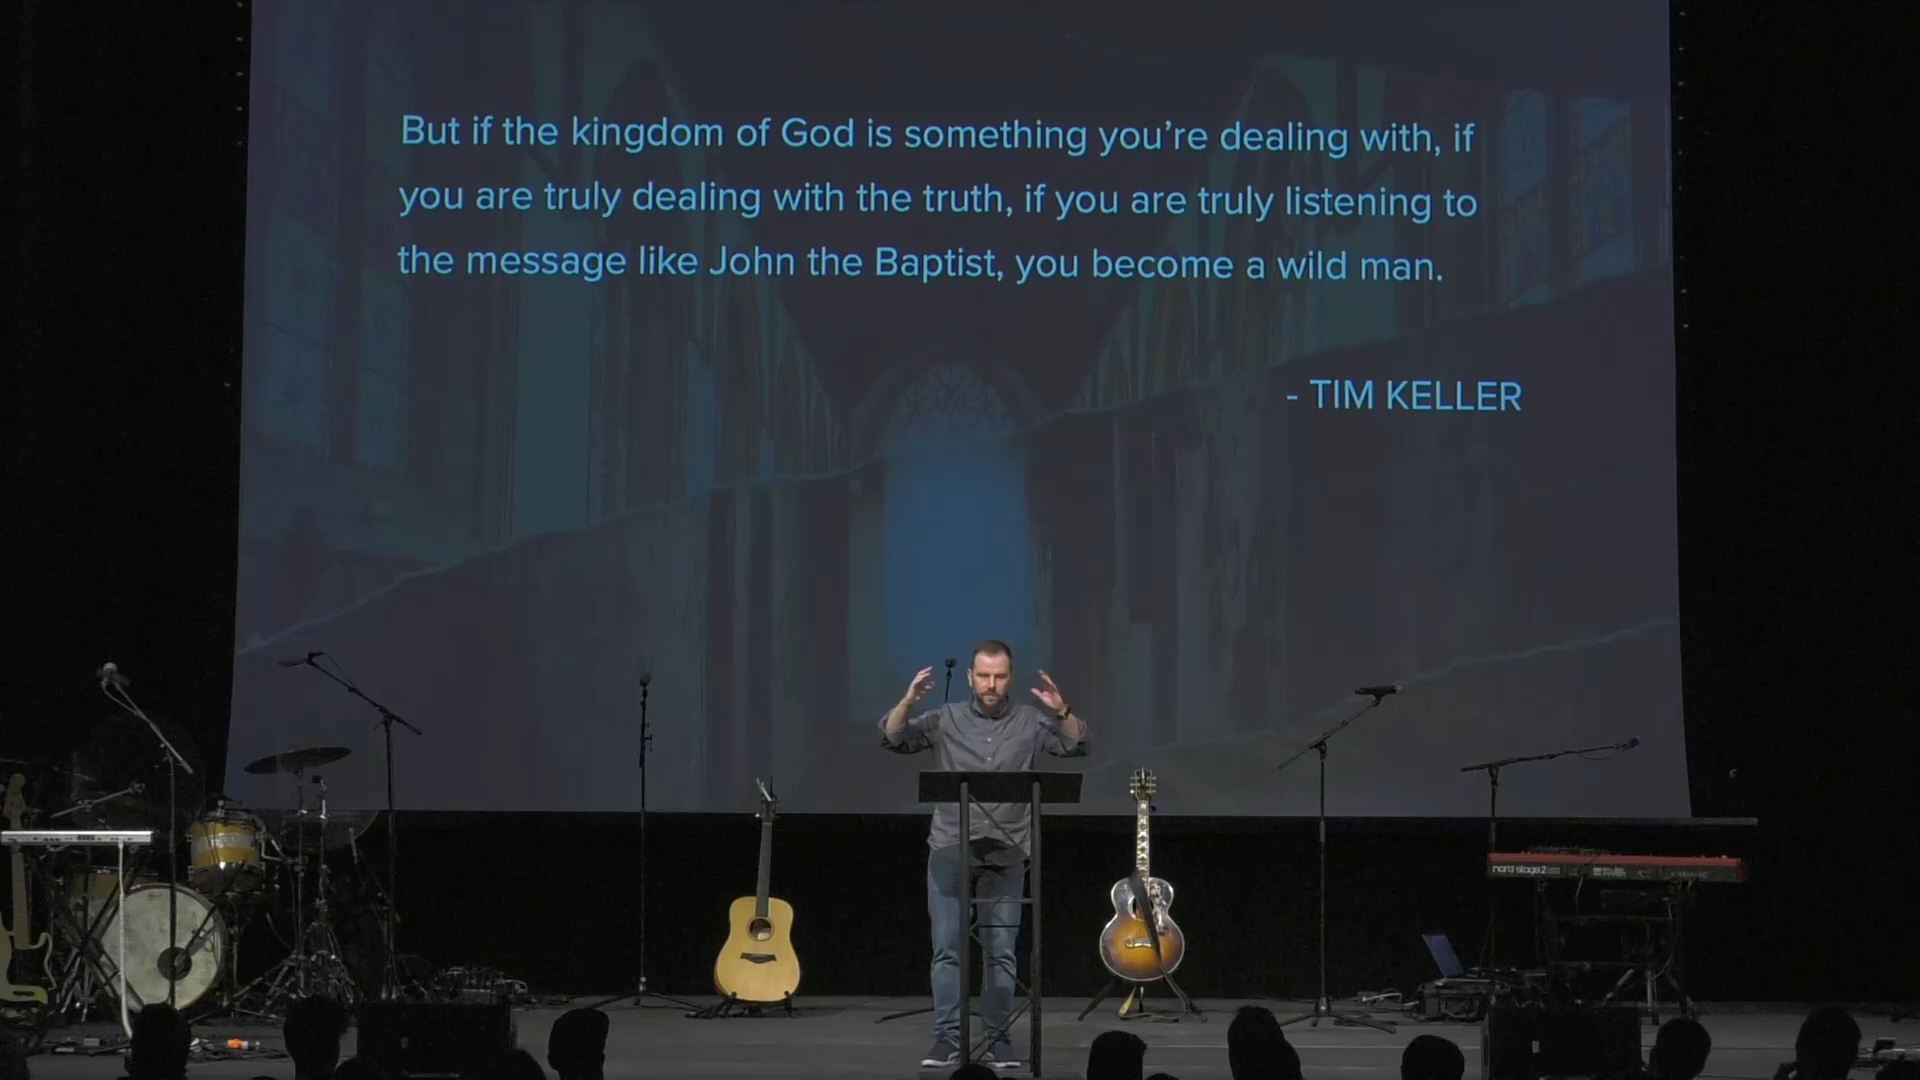 But if the kingdom of God is something you’re dealing with, if
you are truly dealing with the truth, if you are truly listening to
the message like John the Baptist, you become a wild man.
- TIM KELLER
nord stage 2